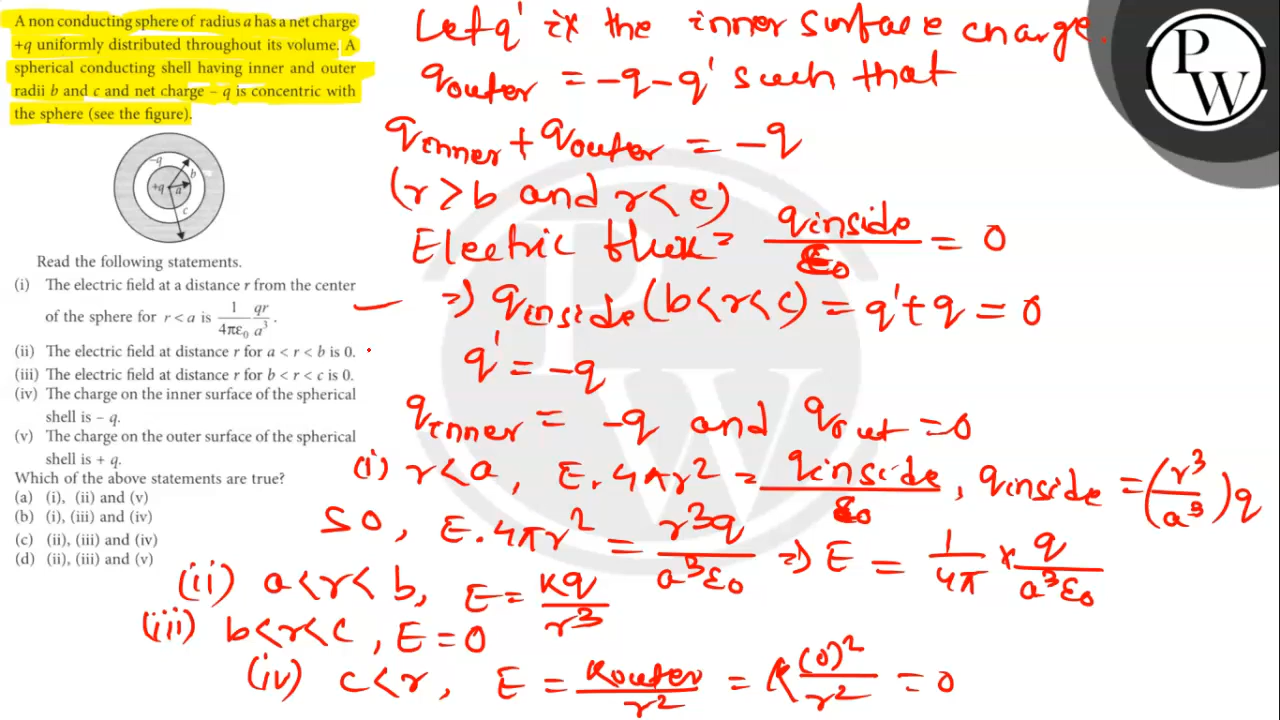 A non conducting sphere of radius a has a net charge
+q uniformly distributed throughout its volume. A
spherical conducting shell having inner and outer
radii b and c and net charge – q is concentric with
the sphere (see the figure).
–q
b
+q
a
c
Read the following statements.
(i) The electric field at a distance r from the center
of the sphere for r < a is 1/4πε₀ qr/a³.
(ii) The electric field at distance r for a < r < b is 0.
(iii) The electric field at distance r for b < r < c is 0.
(iv) The charge on the inner surface of the spherical
shell is – q.
(v) The charge on the outer surface of the spherical
shell is + q.
Which of the above statements are true?
(a) (i), (ii) and (v)
(b) (i), (iii) and (iv)
(c) (ii), (iii) and (iv)
(d) (ii), (iii) and (v)
Let q' is the inner surface charge.
q outer = -q-q' such that
q inner + q outer = -q
(r>b and r<e)
Electric flux = q inside/ε₀ = 0
=> q inside (b<r<c) = q'+q = 0
q' = -q
q inner = -q and q out = 0
(i) r<a, E. 4πr² = q inside/ε₀, q inside = (r³/a³)q
so, E. 4πr² = r³q/a³ε₀ => E = 1/4π × q/a³ε₀
(ii) a<r<b, E = kq/r³
(iii) b<r<c, E=0
(iv) c<r, E = k outer/r² = k(0)²/r² = 0
PW